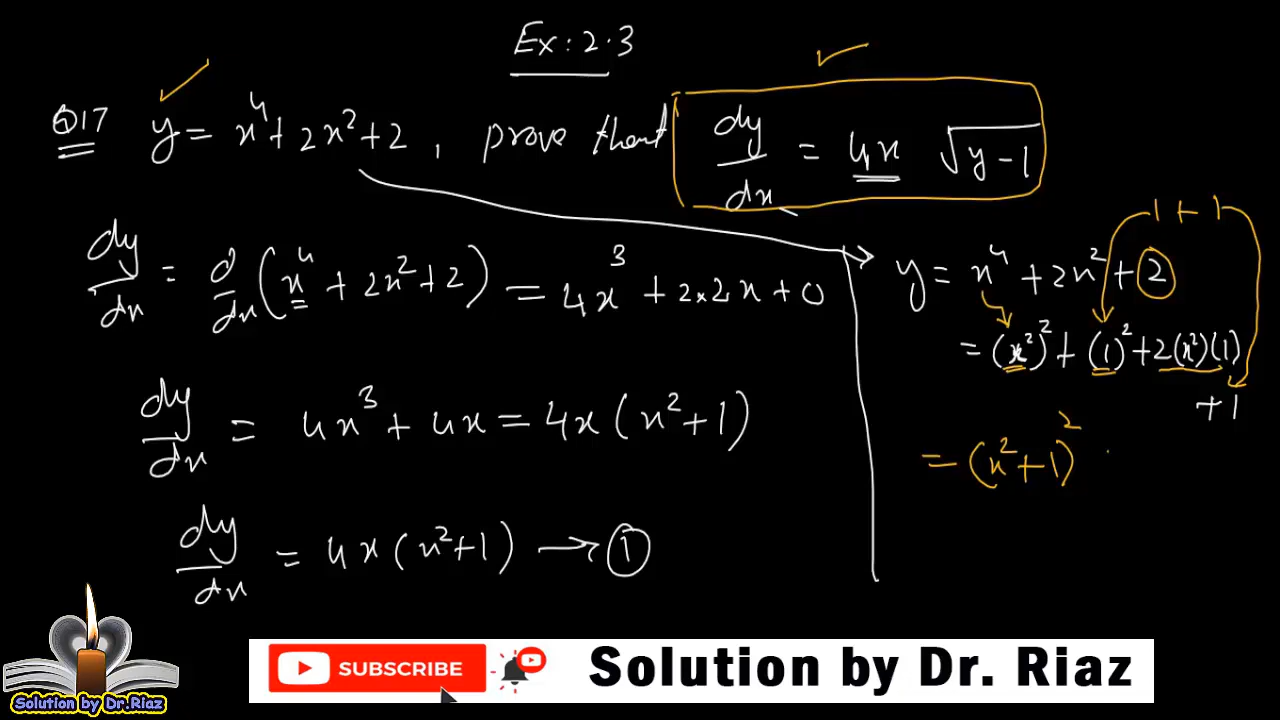 Ex: 2.3
Q17 y = x⁴ + 2x² + 2, prove that dy/dx = 4x √(y-1)
dy/dx = d/dx (x⁴ + 2x² + 2) = 4x³ + 2×2x + 0
dy/dx = 4x³ + 4x = 4x(x² + 1)
dy/dx = 4x(x²+1) → ①
1 + 1
y = x⁴ + 2x² + 2
= (x²)² + (1)² + 2(x²)(1)
+ 1
= (x² + 1)²
SUBSCRIBE
Solution by Dr. Riaz
Solution by Dr.Riaz